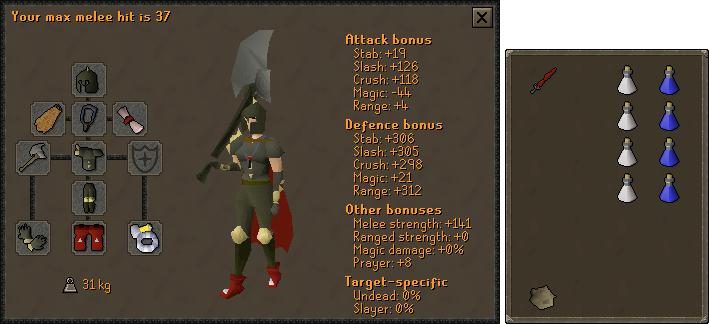 Your max melee hit is 37
Attack bonus
Stab: +19
Slash: +126
Crush: +118
Magic: -44
Range: +4
Defence bonus
Stab: +306
Slash: +305
Crush: +298
Magic: +21
Range: +312
Other bonuses
Melee strength: +141
Ranged strength: +0
Magic damage: +0%
Prayer: +8
Target-specific
Undead: 0%
Slayer: 0%
31 kg